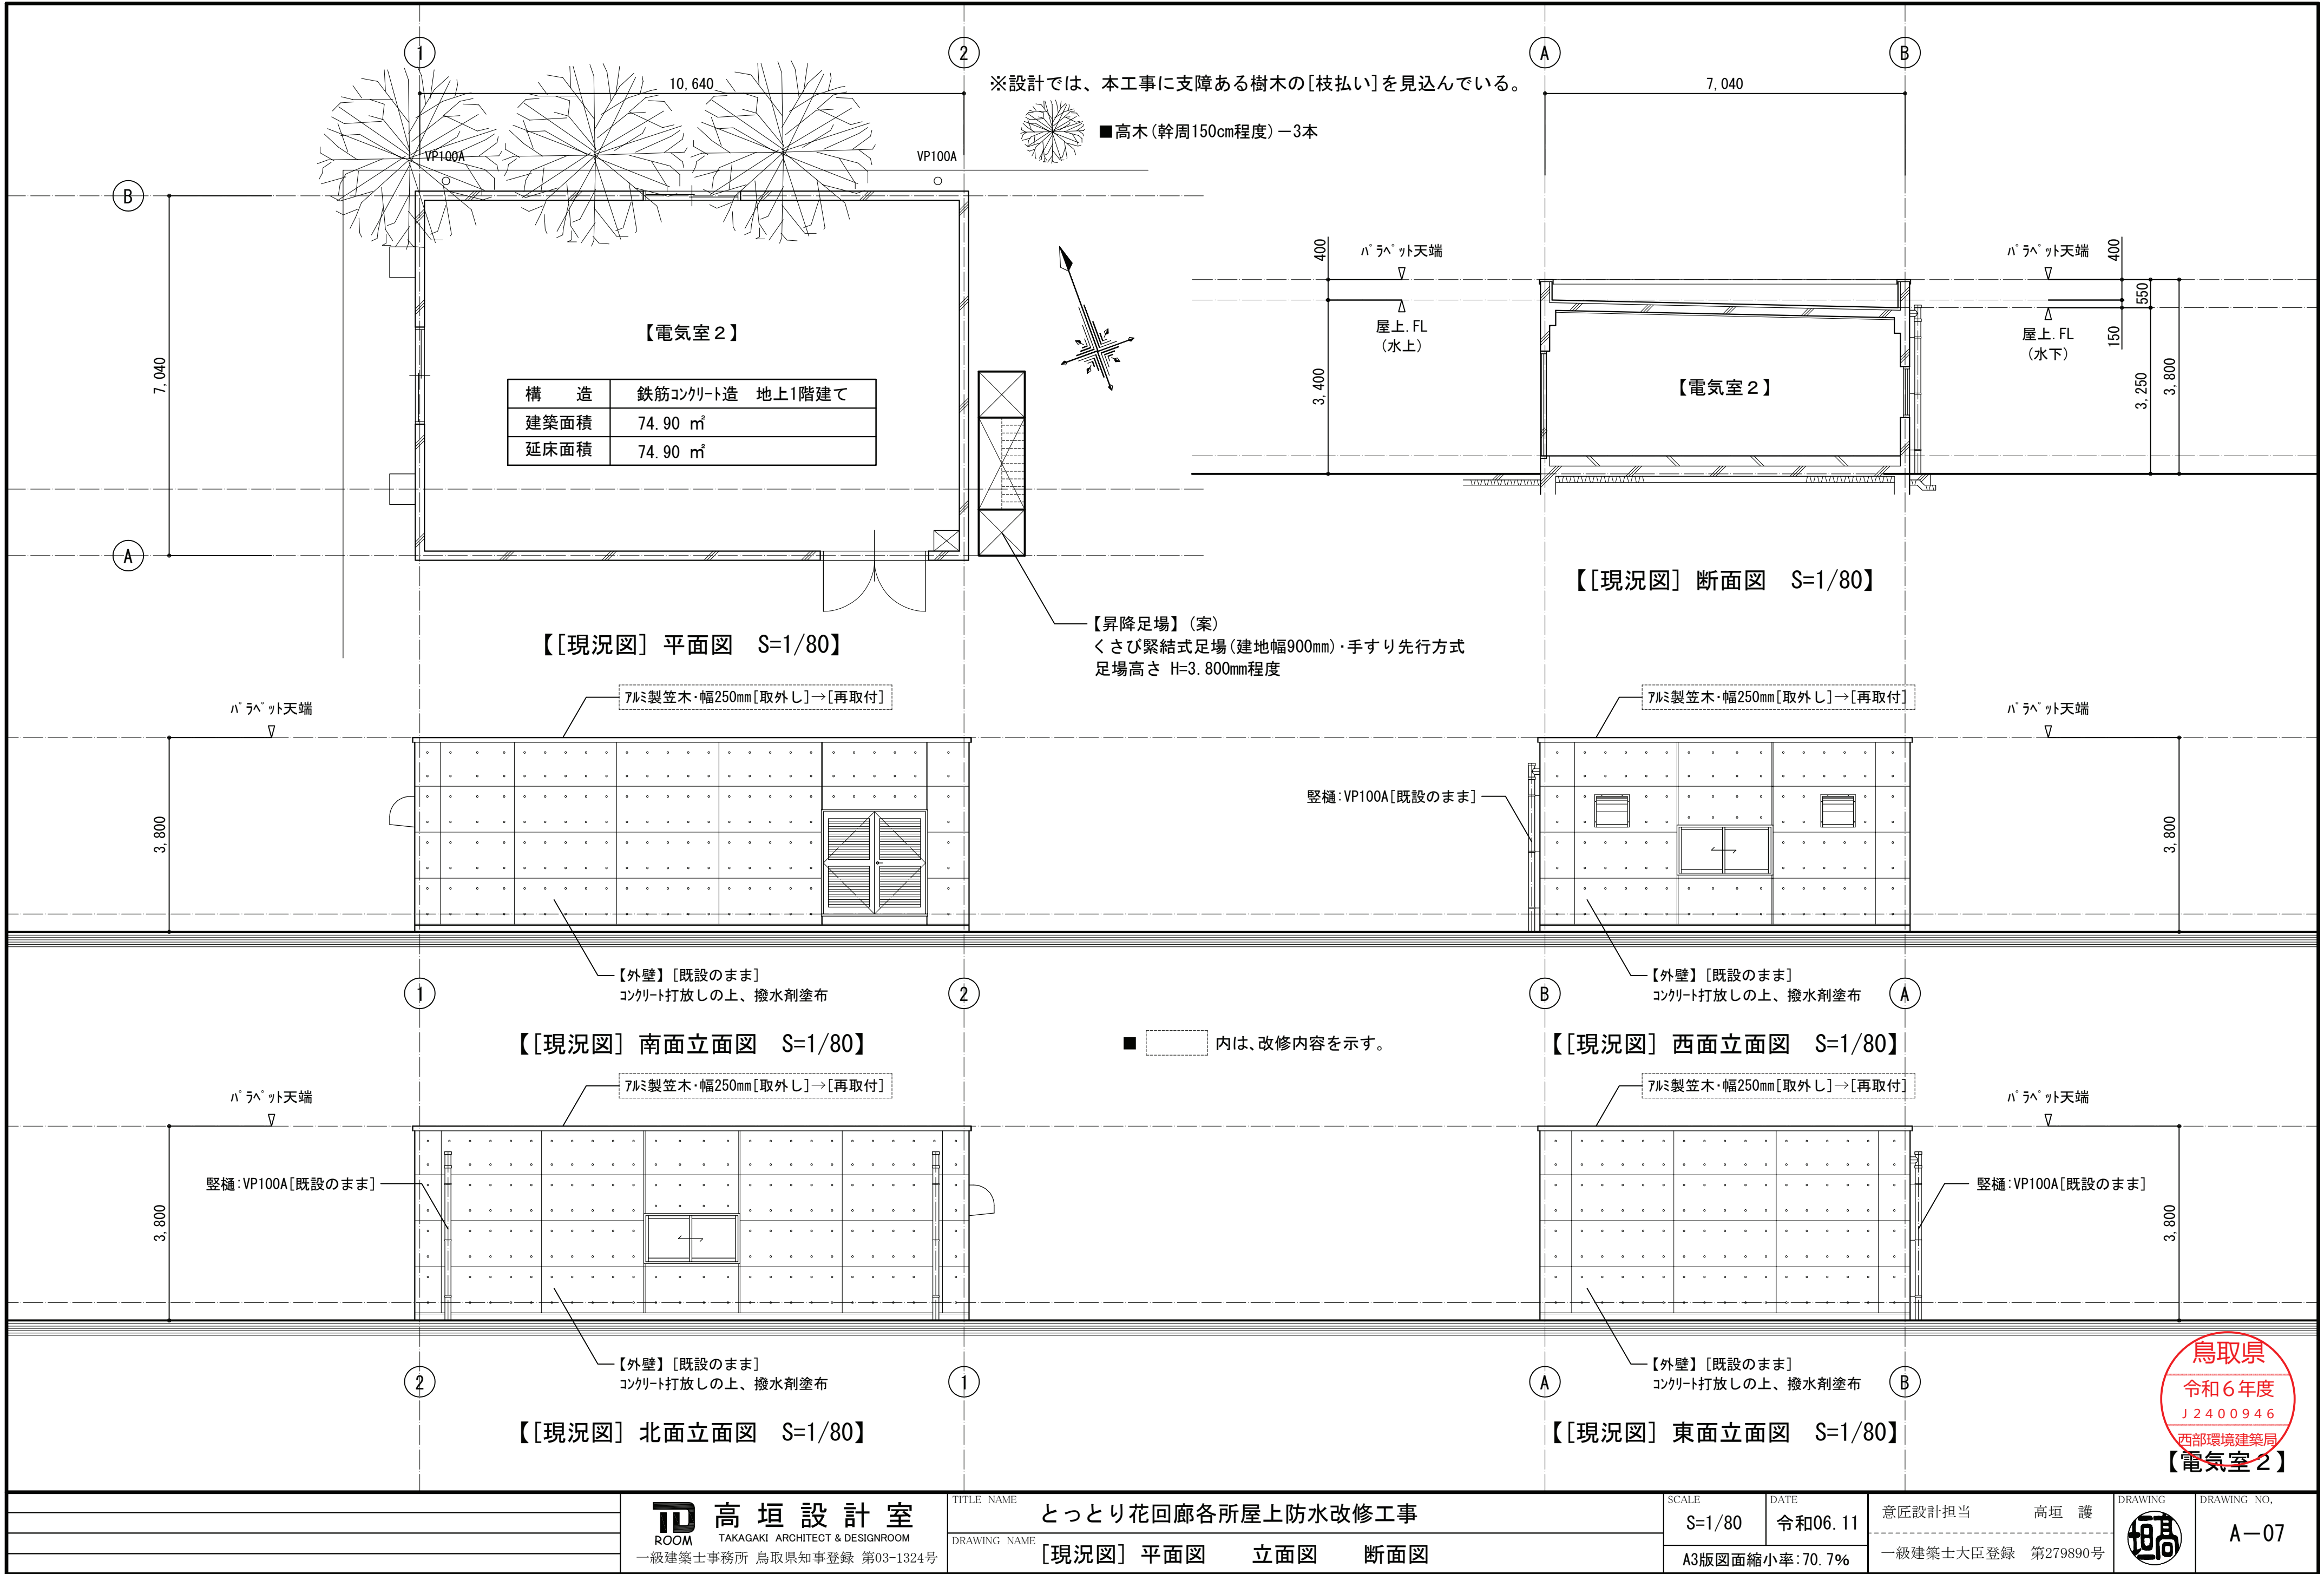 1
2
A
B
10,640
7,040
※設計では、本工事に支障ある樹木の[枝払い]を見込んでいる。
■高木(幹周150cm程度)－3本
VP100A
VP100A
B
A
7,040
【電気室２】
構　造　鉄筋コンクリート造　地上1階建て
建築面積　74.90 ㎡
延床面積　74.90 ㎡
400
パラペット天端
屋上.FL
(水上)
3,400
【電気室２】
パラペット天端
400
550
屋上.FL
(水下)
150
3,250
3,800
【[現況図] 断面図　S=1/80】
【昇降足場】(案)
くさび緊結式足場(建地幅900mm)・手すり先行方式
足場高さ H=3.800mm程度
【[現況図] 平面図　S=1/80】
パラペット天端
アルミ製笠木・幅250mm[取外し]→[再取付]
3,800
【外壁】[既設のまま]
コンクリート打放しの上、撥水剤塗布
1
2
【[現況図] 南面立面図　S=1/80】
アルミ製笠木・幅250mm[取外し]→[再取付]
パラペット天端
竪樋:VP100A[既設のまま]
3,800
【外壁】[既設のまま]
コンクリート打放しの上、撥水剤塗布
B
A
【[現況図] 西面立面図　S=1/80】
■　内は、改修内容を示す。
パラペット天端
アルミ製笠木・幅250mm[取外し]→[再取付]
竪樋:VP100A[既設のまま]
3,800
【外壁】[既設のまま]
コンクリート打放しの上、撥水剤塗布
2
1
【[現況図] 北面立面図　S=1/80】
アルミ製笠木・幅250mm[取外し]→[再取付]
パラペット天端
竪樋:VP100A[既設のまま]
3,800
【外壁】[既設のまま]
コンクリート打放しの上、撥水剤塗布
A
B
【[現況図] 東面立面図　S=1/80】
鳥取県
令和６年度
Ｊ２４００９４６
西部環境建築局
【電気室２】
TD
ROOM
高垣設計室
TAKAGAKI ARCHITECT & DESIGNROOM
一級建築士事務所 鳥取県知事登録 第03-1324号
TITLE NAME
とっとり花回廊各所屋上防水改修工事
DRAWING NAME
[現況図] 平面図　立面図　断面図
SCALE
S=1/80
DATE
令和06.11
A3版図面縮小率:70.7%
意匠設計担当　高垣　護
一級建築士大臣登録　第279890号
DRAWING
高垣
DRAWING NO,
A－07